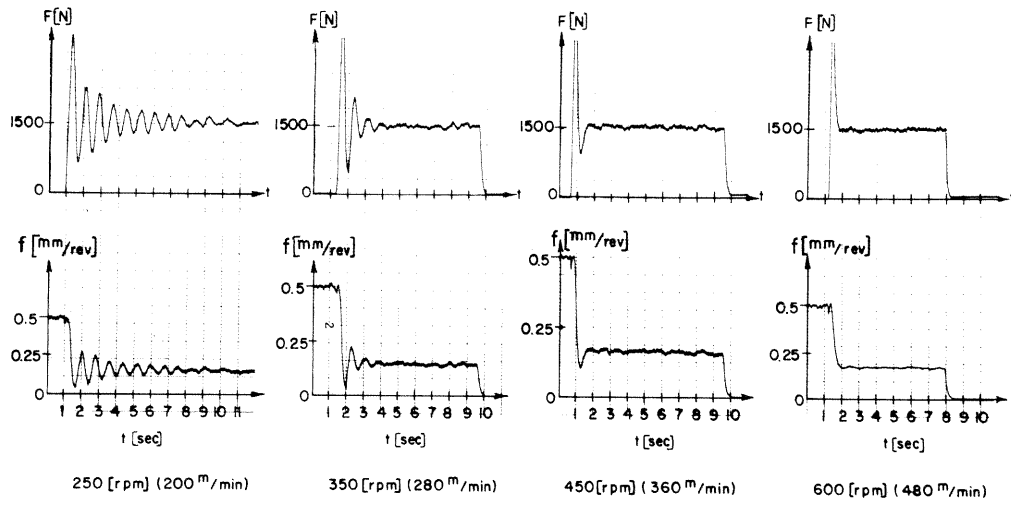 F[N] F[N] F[N] F[N]
1500 1500 1500 1500
0 t 0 t 0 t 0
f[mm/rev] f[mm/rev] f[mm/rev] f[mm/rev]
0.5 0.5 0.5 0.5
0.25 0.25 0.25 0.25
2
0 0 0 0
1 2 3 4 5 6 7 8 9 10 11 1 2 3 4 5 6 7 8 9 10 1 2 3 4 5 6 7 8 9 10 1 2 3 4 5 6 7 8 9 10
t [sec] t [sec] t [sec] t [sec]
250 [rpm] (200 m/min) 350 [rpm] (280 m/min) 450 [rpm] (360 m/min) 600 [rpm] (480 m/min)